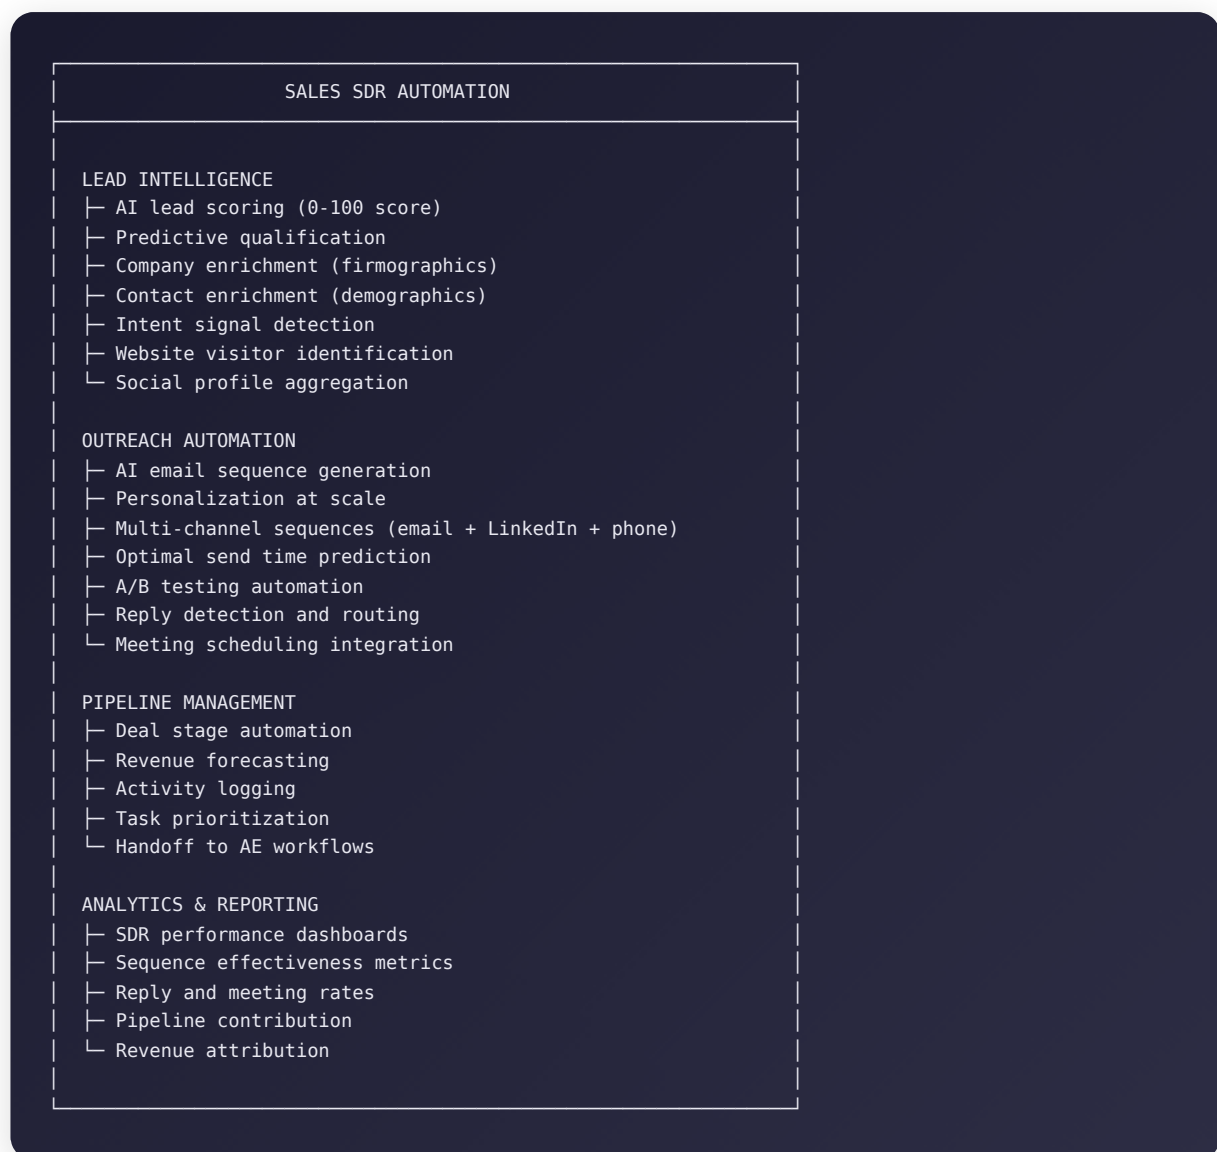 SALES SDR AUTOMATION
LEAD INTELLIGENCE
├─ AI lead scoring (0-100 score)
├─ Predictive qualification
├─ Company enrichment (firmographics)
├─ Contact enrichment (demographics)
├─ Intent signal detection
├─ Website visitor identification
└─ Social profile aggregation
OUTREACH AUTOMATION
├─ AI email sequence generation
├─ Personalization at scale
├─ Multi-channel sequences (email + LinkedIn + phone)
├─ Optimal send time prediction
├─ A/B testing automation
├─ Reply detection and routing
└─ Meeting scheduling integration
PIPELINE MANAGEMENT
├─ Deal stage automation
├─ Revenue forecasting
├─ Activity logging
├─ Task prioritization
└─ Handoff to AE workflows
ANALYTICS & REPORTING
├─ SDR performance dashboards
├─ Sequence effectiveness metrics
├─ Reply and meeting rates
├─ Pipeline contribution
└─ Revenue attribution